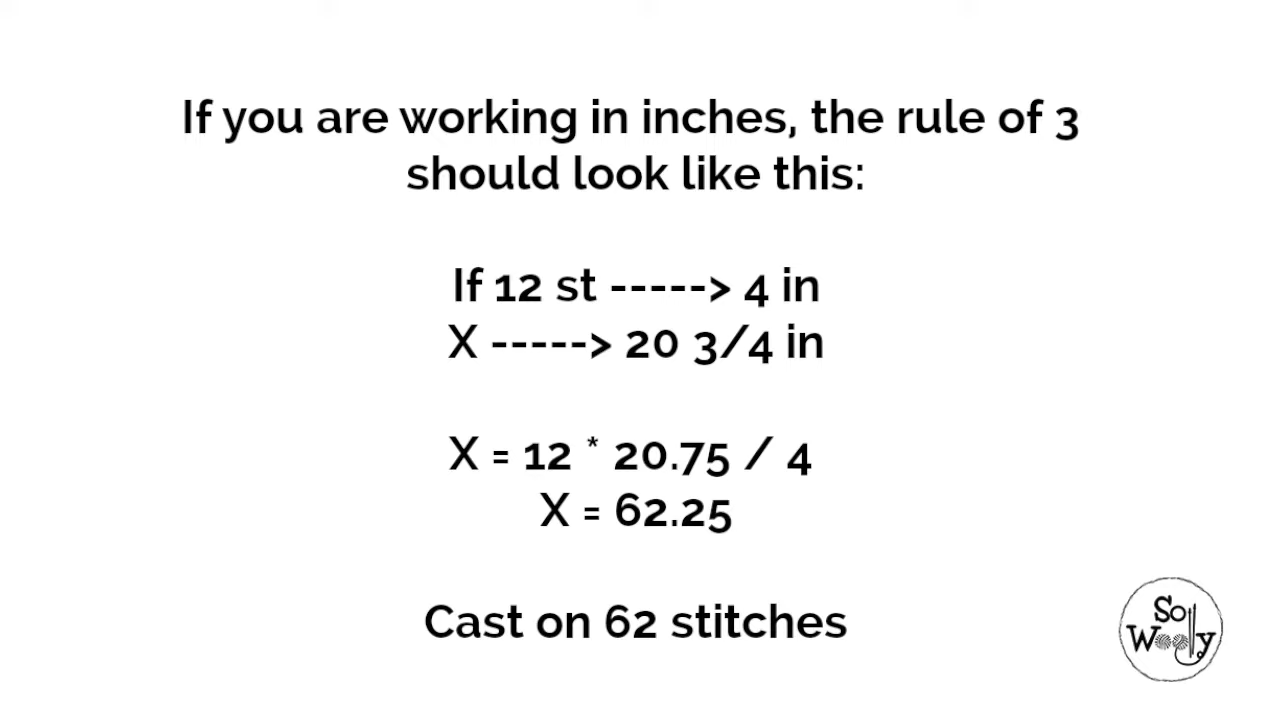 If you are working in inches, the rule of 3
should look like this:
If 12 st -----> 4 in
X -----> 20 3/4 in
X = 12 * 20.75 / 4
X = 62.25
Cast on 62 stitches
So
Woolly